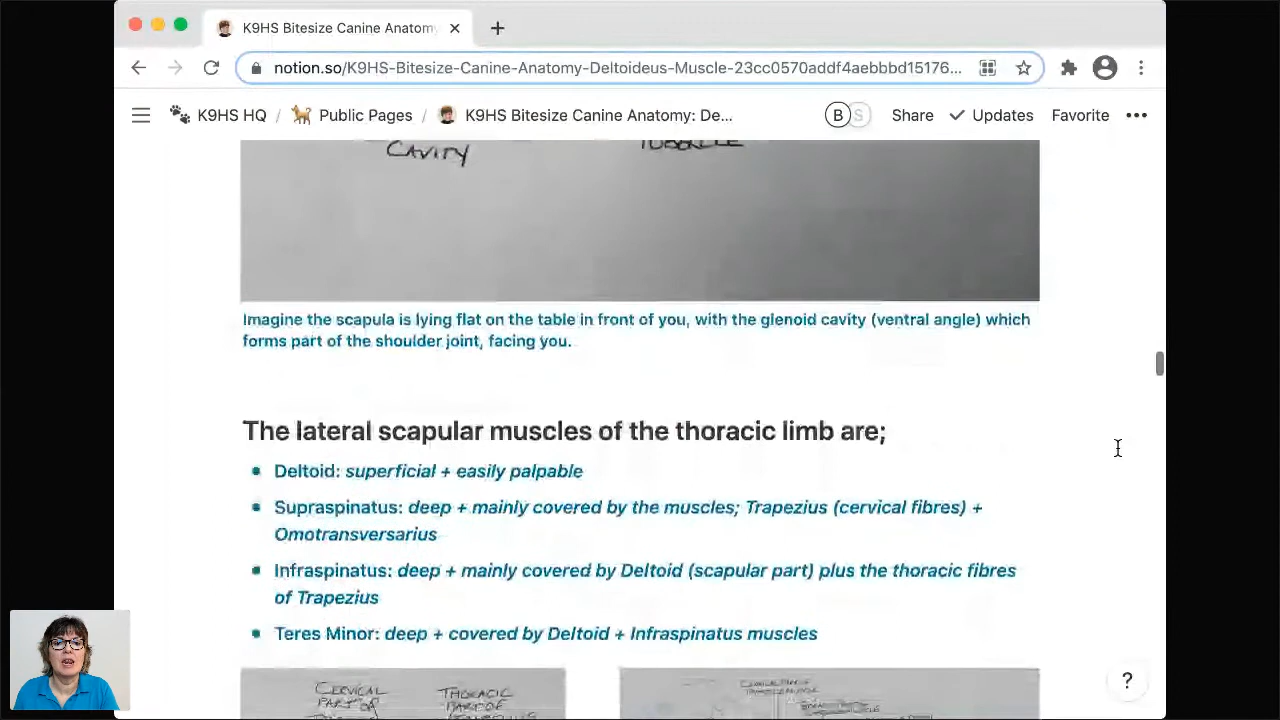 K9HS Bitesize Canine Anatomy
notion.so/K9HS-Bitesize-Canine-Anatomy-Deltoideus-Muscle-23cc0570addf4aebbbd15176...
K9HS HQ / Public Pages / K9HS Bitesize Canine Anatomy: De... B S Share Updates Favorite
CAVITY TUBERCLE
Imagine the scapula is lying flat on the table in front of you, with the glenoid cavity (ventral angle) which
forms part of the shoulder joint, facing you.
The lateral scapular muscles of the thoracic limb are;
Deltoid: superficial + easily palpable
Supraspinatus: deep + mainly covered by the muscles; Trapezius (cervical fibres) +
Omotransversarius
Infraspinatus: deep + mainly covered by Deltoid (scapular part) plus the thoracic fibres
of Trapezius
Teres Minor: deep + covered by Deltoid + Infraspinatus muscles
CERVICAL THORACIC
PART OF PART OF
?